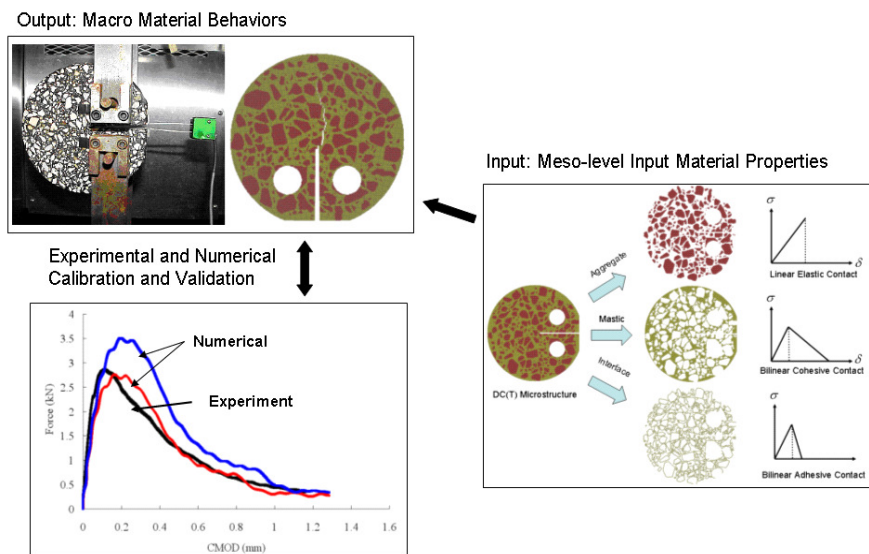 Output: Macro Material Behaviors
Input: Meso-level Input Material Properties
Experimental and Numerical
Calibration and Validation
4
3.5
3
2.5
2
1.5
1
0.5
0
Force (kN)
Numerical
Experiment
0
0.2
0.4
0.6
0.8
1
1.2
1.4
1.6
CMOD (mm)
DC(T) Microstructure
Aggregate
Mastic
Interface
σ
δ
Linear Elastic Contact
σ
δ
Bilinear Cohesive Contact
σ
δ
Bilinear Adhesive Contact